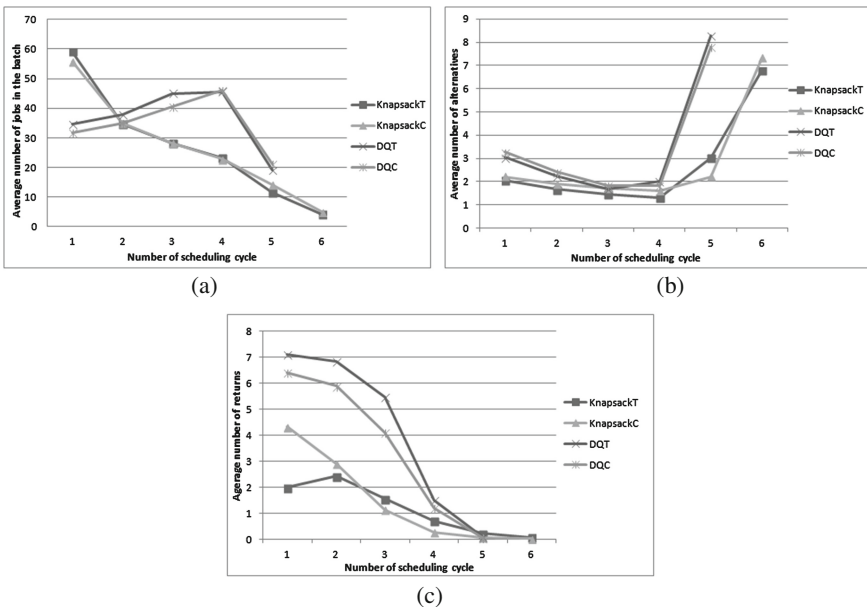 Average number of jobs in the batch
70
60
50
40
30
20
10
0
1 2 3 4 5 6
Number of scheduling cycle
KnapsackT
KnapsackC
DQT
DQC
(a)
Average number of alternatives
9
8
7
6
5
4
3
2
1
0
1 2 3 4 5 6
Number of scheduling cycle
KnapsackT
KnapsackC
DQT
DQC
(b)
Agerage number of returns
8
7
6
5
4
3
2
1
0
1 2 3 4 5 6
Number of scheduling cycle
KnapsackT
KnapsackC
DQT
DQC
(c)